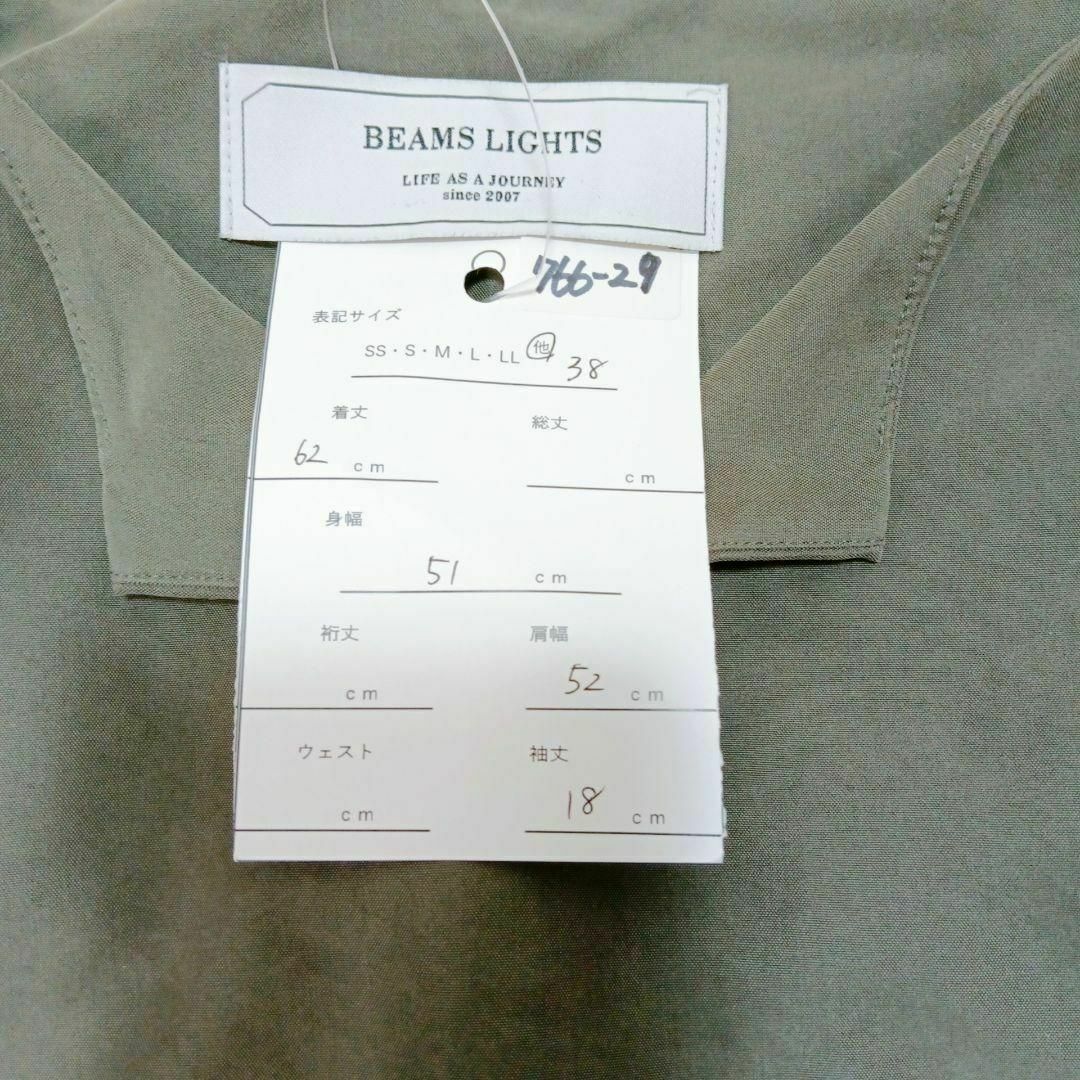 BEAMS LIGHTS
LIFE AS A JOURNEY
since 2007
766-29
表記サイズ
SS・S・M・L・LL 他 38
着丈
総丈
62 cm
cm
身幅
51 cm
裄丈
肩幅
cm
52 cm
ウェスト
袖丈
cm
18 cm